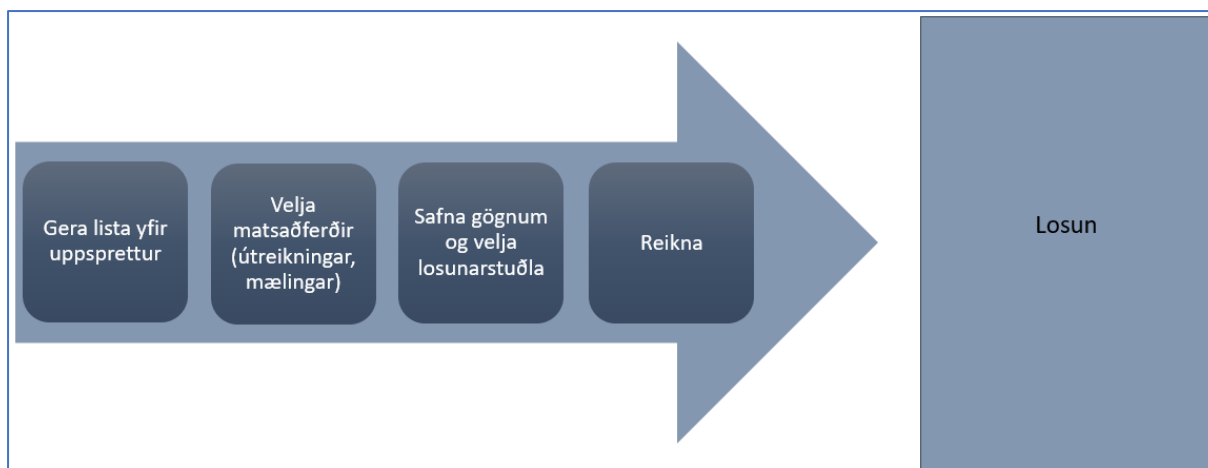 Gera lista yfir
uppsprettur
Velja
matsaðferðir
(útreikningar,
mælingar)
Safna gögnum
og velja
losunarstuðla
Reikna
Losun